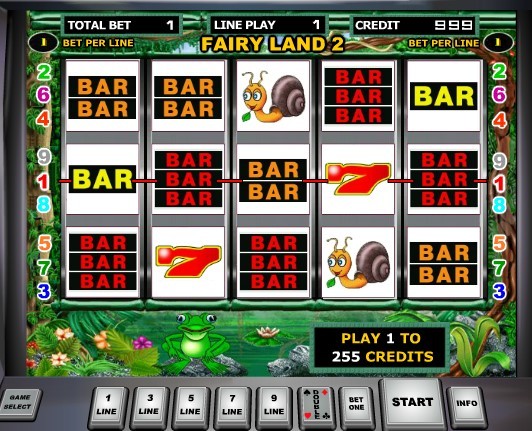 TOTAL BET 1 LINE PLAY 1 CREDIT 999
1 BET PER LINE FAIRY LAND 2 BET PER LINE 1
2 BAR BAR BAR 2
6 BAR BAR BAR BAR 6
4 BAR BAR BAR 4
9 BAR BAR 9
1 BAR BAR BAR 7 BAR 1
8 BAR BAR BAR 8
5 BAR BAR BAR 5
7 BAR 7 BAR BAR 7
3 BAR BAR 3
PLAY 1 TO
255 CREDITS
GAME SELECT
1 LINE
3 LINE
5 LINE
7 LINE
9 LINE
DOUBLE
BET ONE
START
INFO